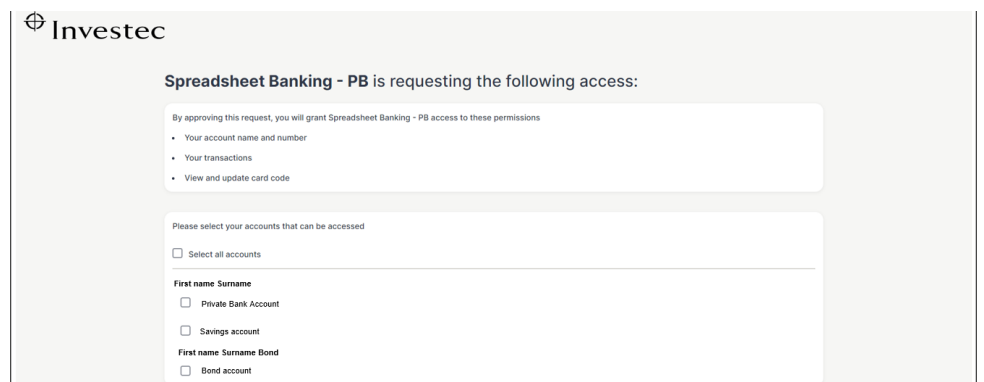 Investec
Spreadsheet Banking - PB is requesting the following access:
By approving this request, you will grant Spreadsheet Banking - PB access to these permissions
• Your account name and number
• Your transactions
• View and update card code
Please select your accounts that can be accessed
Select all accounts
First name Surname
Private Bank Account
Savings account
First name Surname Bond
Bond account